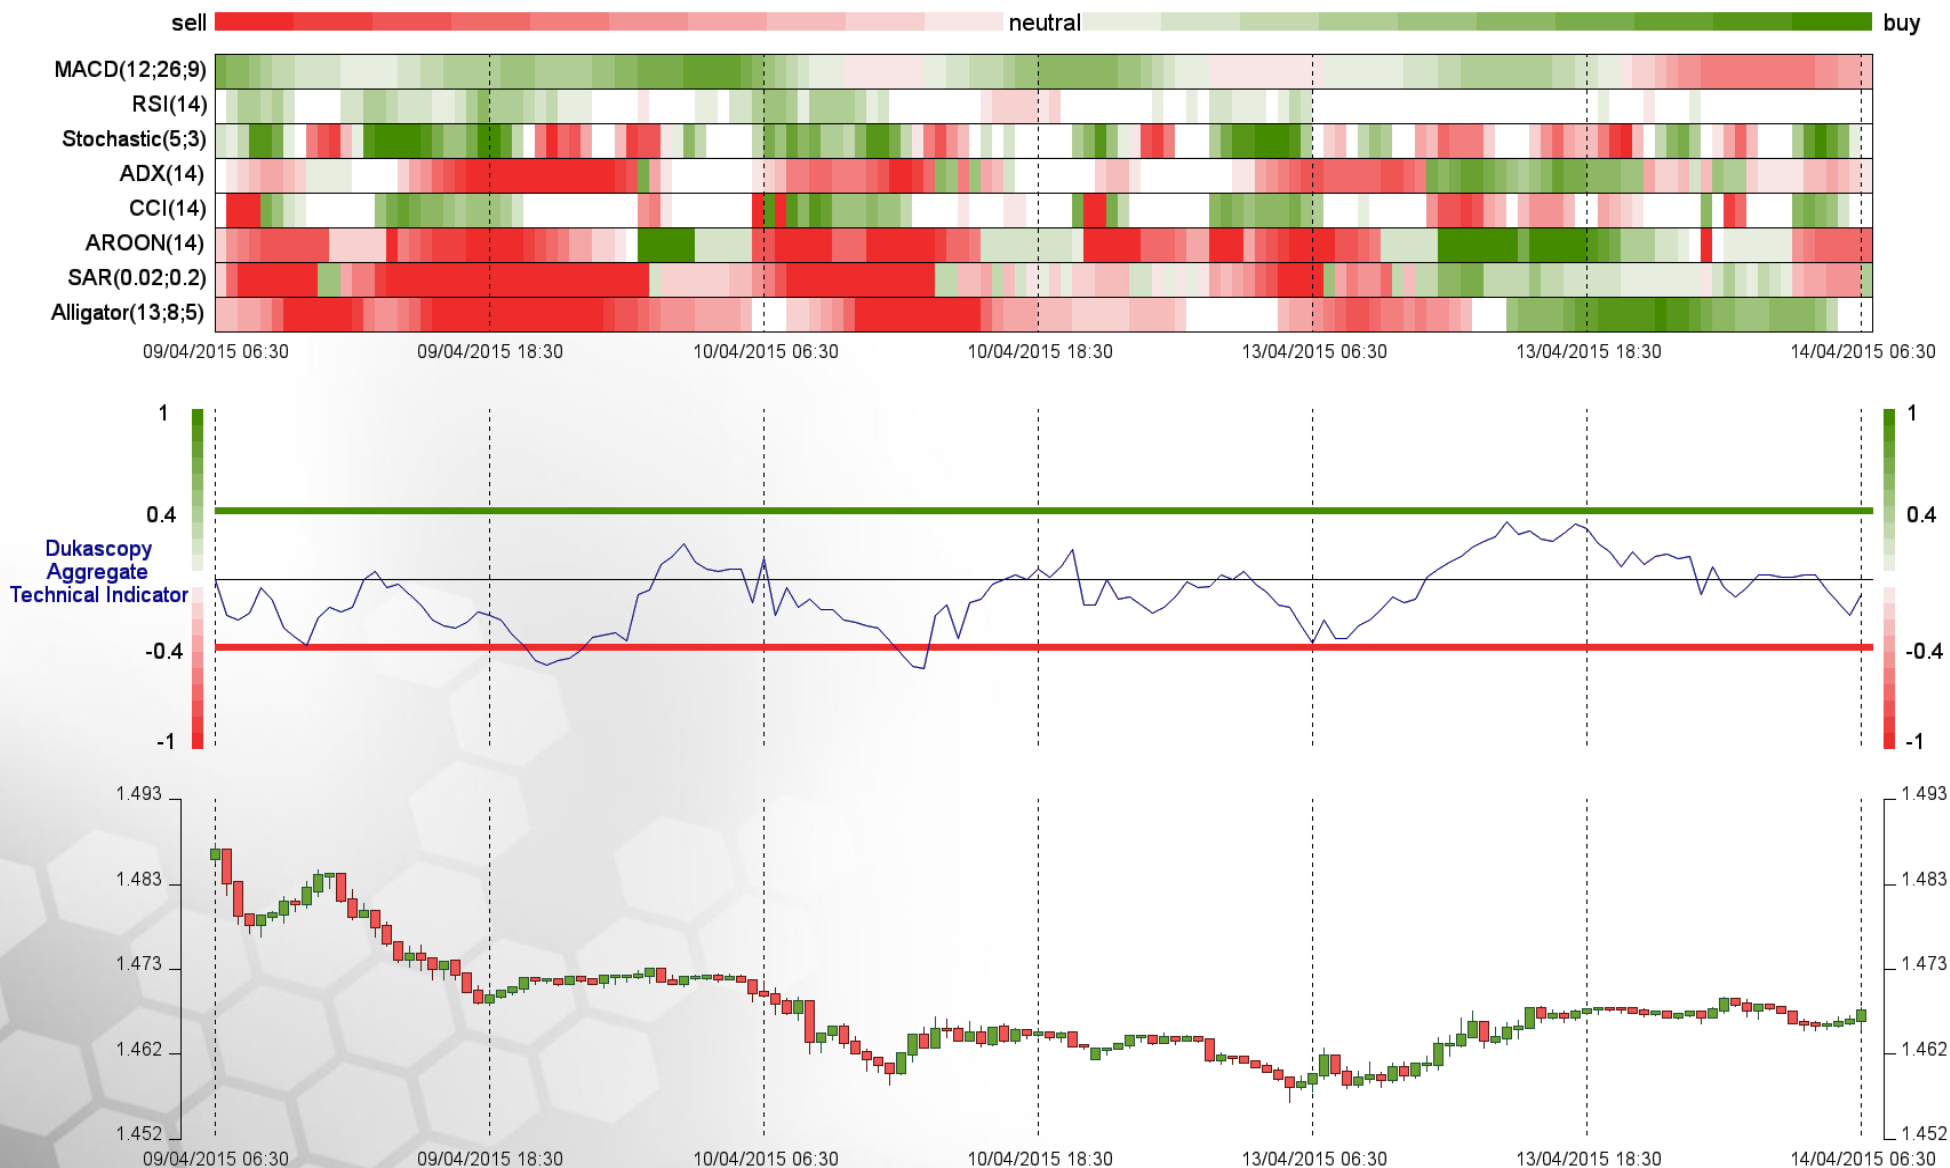 sell neutral buy
MACD(12;26;9)
RSI(14)
Stochastic(5;3)
ADX(14)
CCI(14)
AROON(14)
SAR(0.02;0.2)
Alligator(13;8;5)
09/04/2015 06:30 09/04/2015 18:30 10/04/2015 06:30 10/04/2015 18:30 13/04/2015 06:30 13/04/2015 18:30 14/04/2015 06:30
1 1
0.4 0.4
Dukascopy
Aggregate
Technical Indicator
-0.4 -0.4
-1 -1
1.493 1.493
1.483 1.483
1.473 1.473
1.462 1.462
1.452 1.452
09/04/2015 06:30 09/04/2015 18:30 10/04/2015 06:30 10/04/2015 18:30 13/04/2015 06:30 13/04/2015 18:30 14/04/2015 06:30